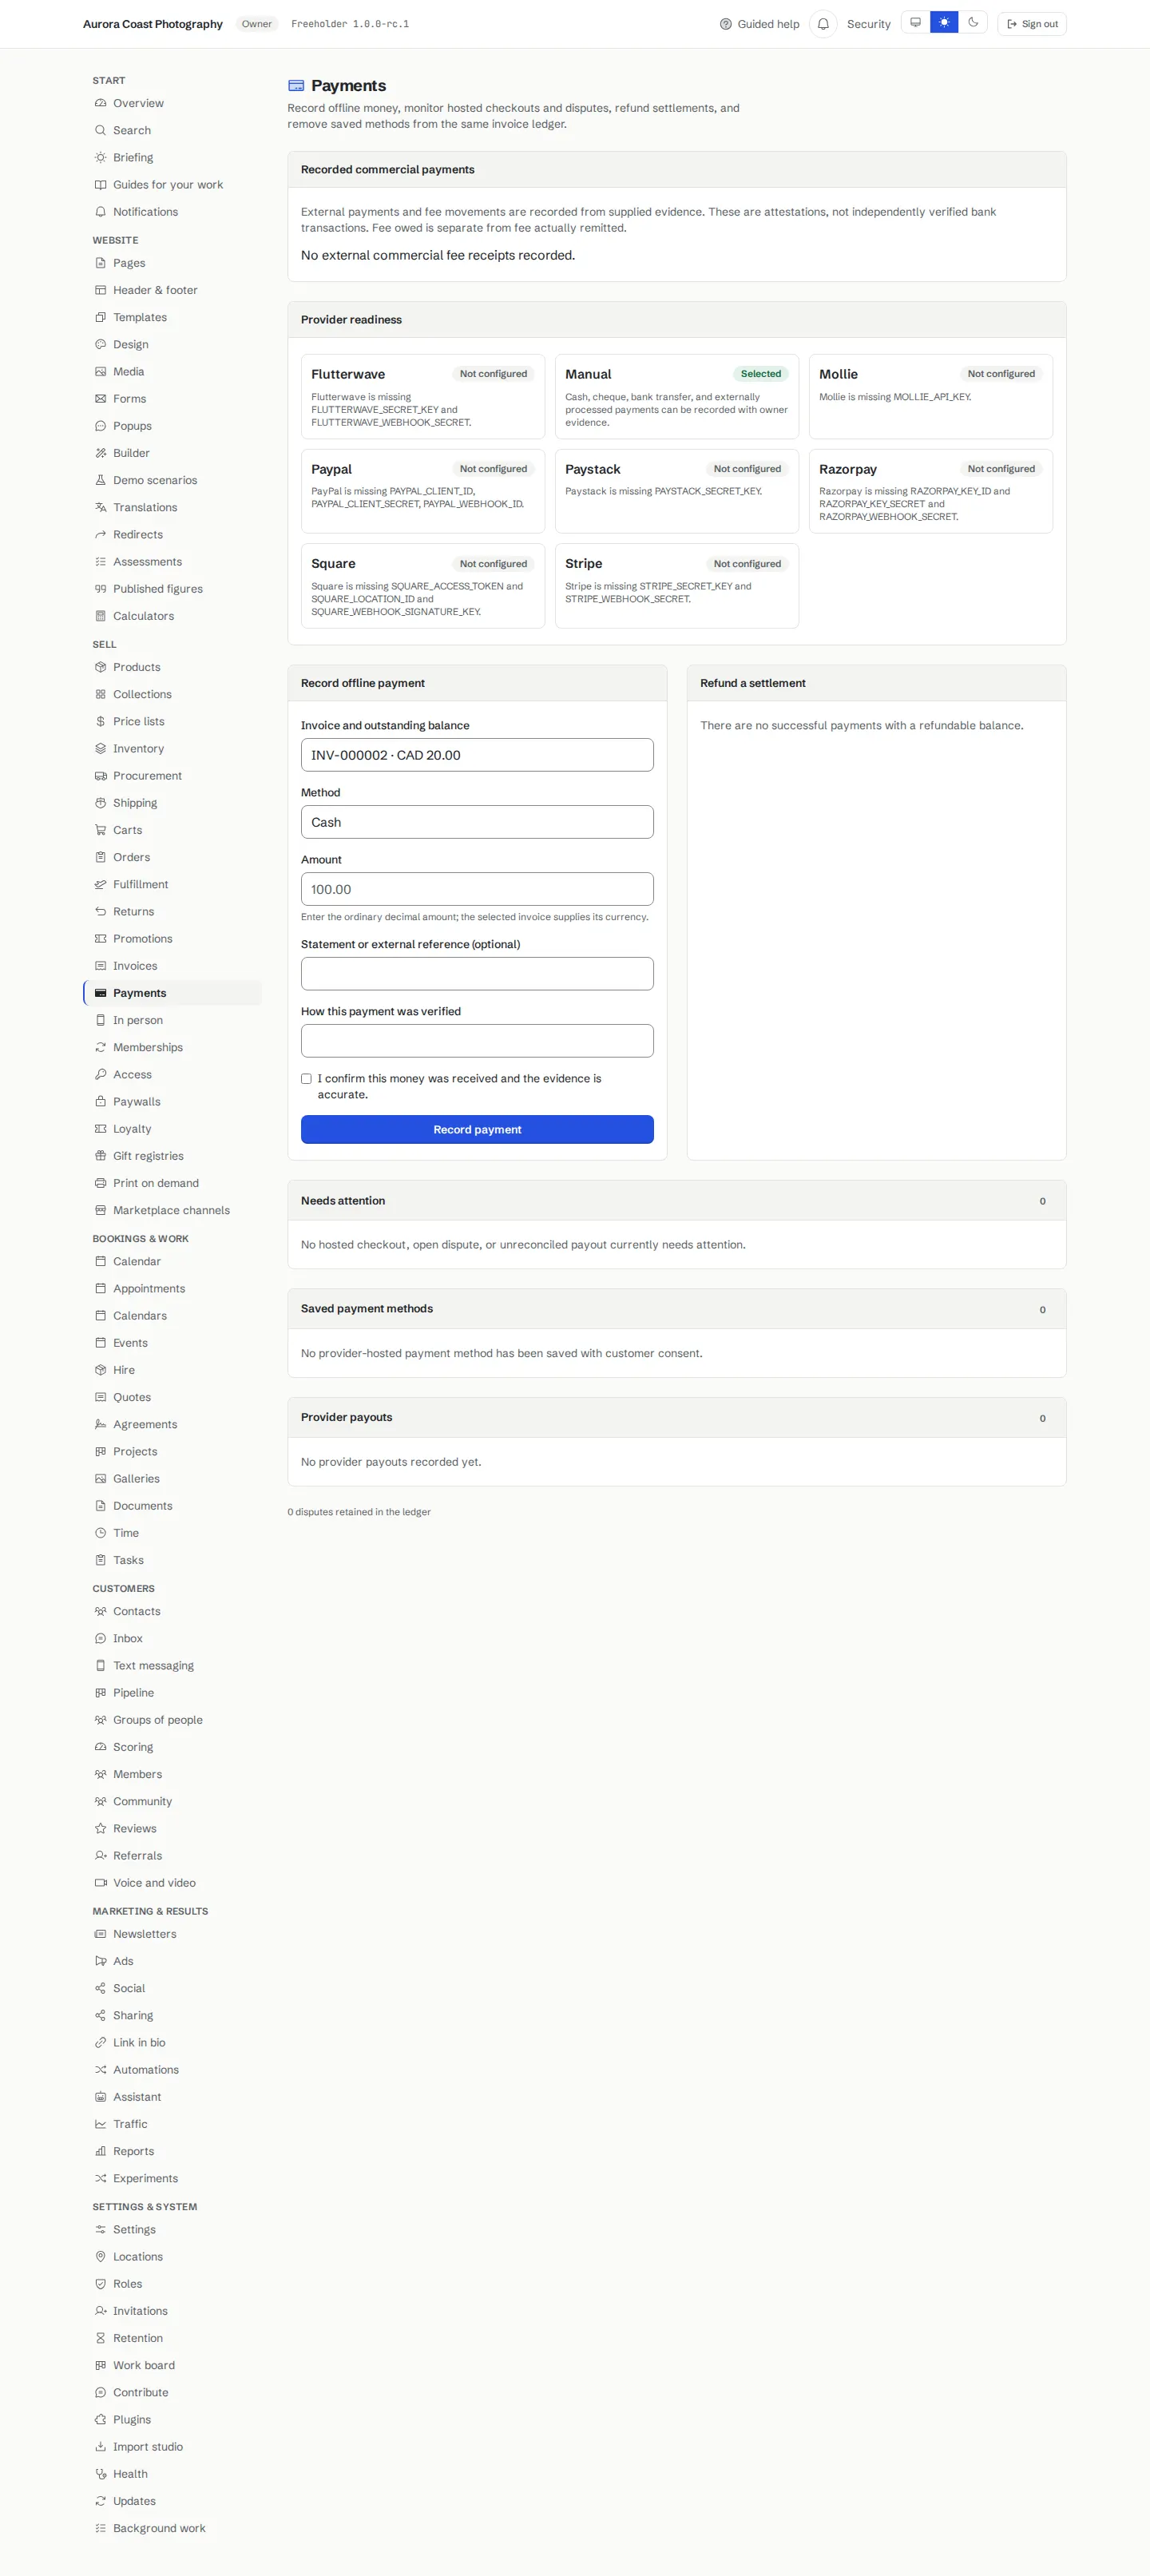 Aurora Coast Photography
Owner
Freeholder 1.0.0-rc.1
Guided help
Security
Sign out
START
Overview
Search
Briefing
Guides for your work
Notifications
WEBSITE
Pages
Header & footer
Templates
Design
Media
Forms
Popups
Builder
Demo scenarios
Translations
Redirects
Assessments
Published figures
Calculators
SELL
Products
Collections
Price lists
Inventory
Procurement
Shipping
Carts
Orders
Fulfillment
Returns
Promotions
Invoices
Payments
In person
Memberships
Access
Paywalls
Loyalty
Gift registries
Print on demand
Marketplace channels
BOOKINGS & WORK
Calendar
Appointments
Calendars
Events
Hire
Quotes
Agreements
Projects
Galleries
Documents
Time
Tasks
CUSTOMERS
Contacts
Inbox
Text messaging
Pipeline
Groups of people
Scoring
Members
Community
Reviews
Referrals
Voice and video
MARKETING & RESULTS
Newsletters
Ads
Social
Sharing
Link in bio
Automations
Assistant
Traffic
Reports
Experiments
SETTINGS & SYSTEM
Settings
Locations
Roles
Invitations
Retention
Work board
Contribute
Plugins
Import studio
Health
Updates
Background work
Payments
Record offline money, monitor hosted checkouts and disputes, refund settlements, and
remove saved methods from the same invoice ledger.
Recorded commercial payments
External payments and fee movements are recorded from supplied evidence. These are attestations, not independently verified bank
transactions. Fee owed is separate from fee actually remitted.
No external commercial fee receipts recorded.
Provider readiness
Flutterwave
Not configured
Flutterwave is missing
FLUTTERWAVE_SECRET_KEY and
FLUTTERWAVE_WEBHOOK_SECRET.
Manual
Selected
Cash, cheque, bank transfer, and externally
processed payments can be recorded with owner
evidence.
Mollie
Not configured
Mollie is missing MOLLIE_API_KEY.
Paypal
Not configured
PayPal is missing PAYPAL_CLIENT_ID,
PAYPAL_CLIENT_SECRET, PAYPAL_WEBHOOK_ID.
Paystack
Not configured
Paystack is missing PAYSTACK_SECRET_KEY.
Razorpay
Not configured
Razorpay is missing RAZORPAY_KEY_ID and
RAZORPAY_KEY_SECRET and
RAZORPAY_WEBHOOK_SECRET.
Square
Not configured
Square is missing SQUARE_ACCESS_TOKEN and
SQUARE_LOCATION_ID and
SQUARE_WEBHOOK_SIGNATURE_KEY.
Stripe
Not configured
Stripe is missing STRIPE_SECRET_KEY and
STRIPE_WEBHOOK_SECRET.
Record offline payment
Invoice and outstanding balance
INV-000002 · CAD 20.00
Method
Cash
Amount
100.00
Enter the ordinary decimal amount; the selected invoice supplies its currency.
Statement or external reference (optional)
How this payment was verified
I confirm this money was received and the evidence is
accurate.
Record payment
Refund a settlement
There are no successful payments with a refundable balance.
Needs attention
0
No hosted checkout, open dispute, or unreconciled payout currently needs attention.
Saved payment methods
0
No provider-hosted payment method has been saved with customer consent.
Provider payouts
0
No provider payouts recorded yet.
0 disputes retained in the ledger